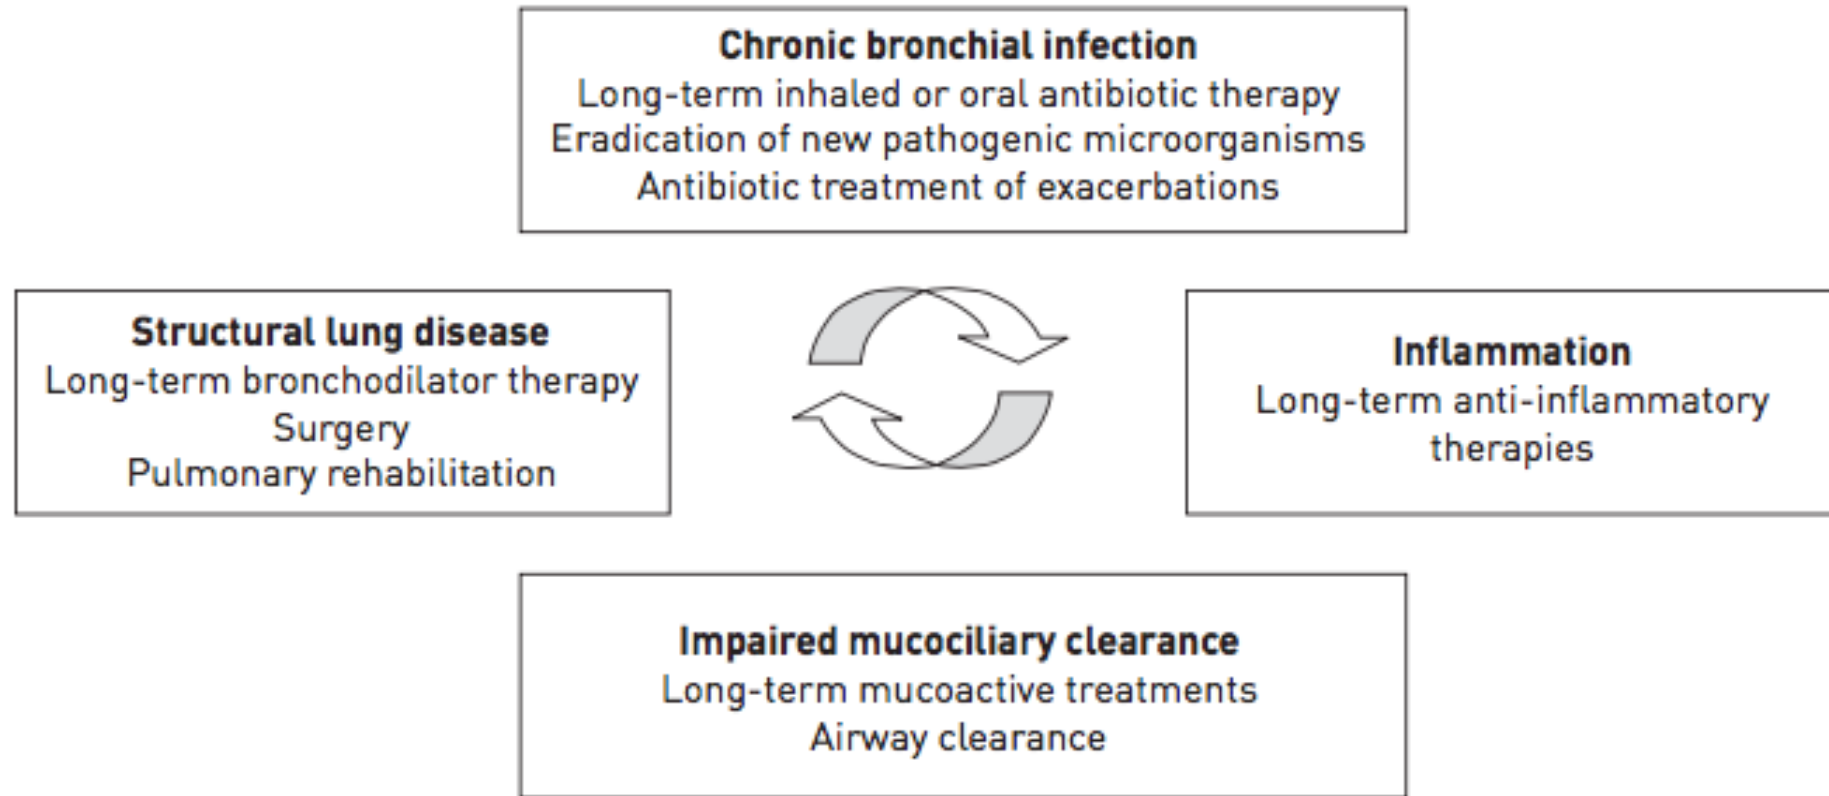 Chronic bronchial infection
Long-term inhaled or oral antibiotic therapy
Eradication of new pathogenic microorganisms
Antibiotic treatment of exacerbations
Structural lung disease
Long-term bronchodilator therapy
Surgery
Pulmonary rehabilitation
Inflammation
Long-term anti-inflammatory
therapies
Impaired mucociliary clearance
Long-term mucoactive treatments
Airway clearance